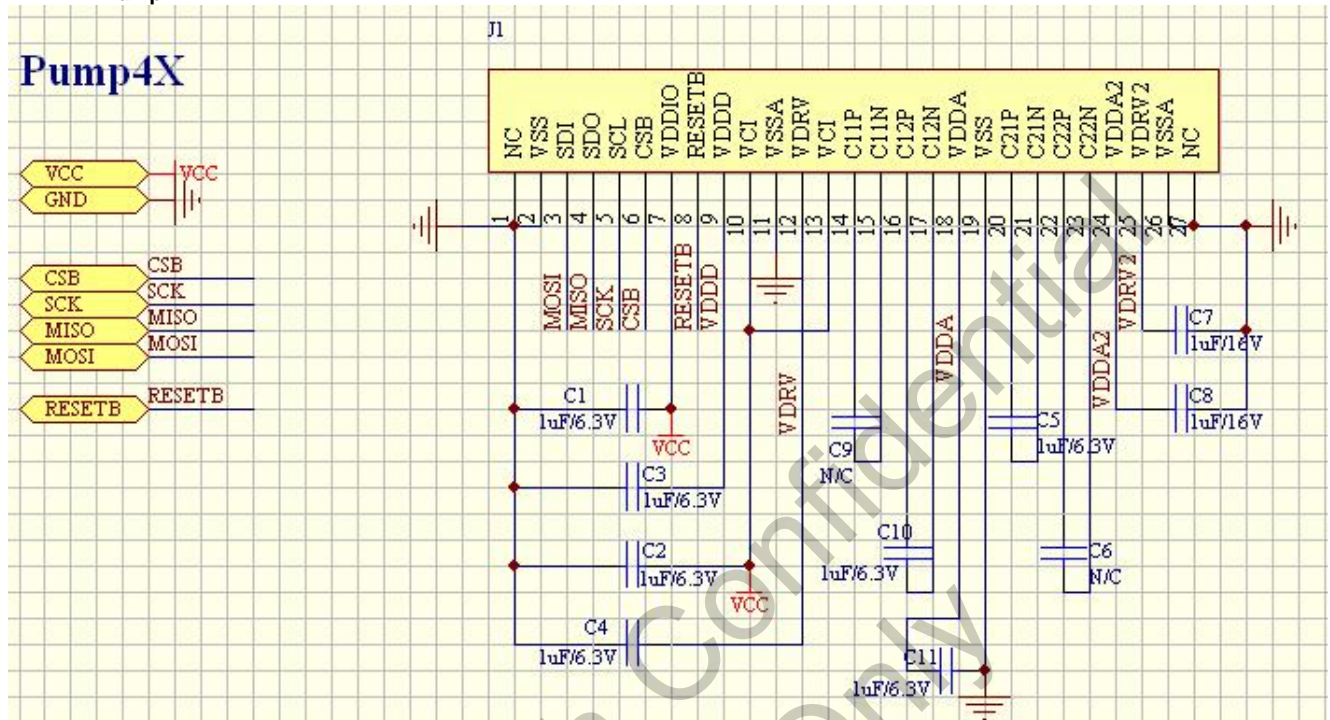 J1
Pump4X
NC
VSS
SDI
SDO
SCL
CSB
VDDIO
RESETB
VDDD
VCI
VSSA
VDRV
VCI
C11P
C11N
C12P
C12N
VDDA
VSS
C21P
C21N
C22P
C22N
VDDA2
VDRV2
VSSA
NC
VCC VCC
GND
1 2 3 4 5 6 7 8 9 10 11 12 13 14 15 16 17 18 19 20 21 22 23 24 25 26 27
CSB CSB
SCK SCK
MISO MISO
MOSI MOSI
RESETB RESETB
MOSI
MISO
SCK
CSB
RESETB
VDDD
VDRV
VDDA
VDDA2
VDRV2
C7
1uF/16V
C8
1uF/16V
C1
1uF/6.3V
VCC
C9
N/C
C5
1uF/6.3V
C3
1uF/6.3V
C10
1uF/6.3V
C6
N/C
C2
1uF/6.3V
VCC
C4
1uF/6.3V
C11
1uF/6.3V
Confidential